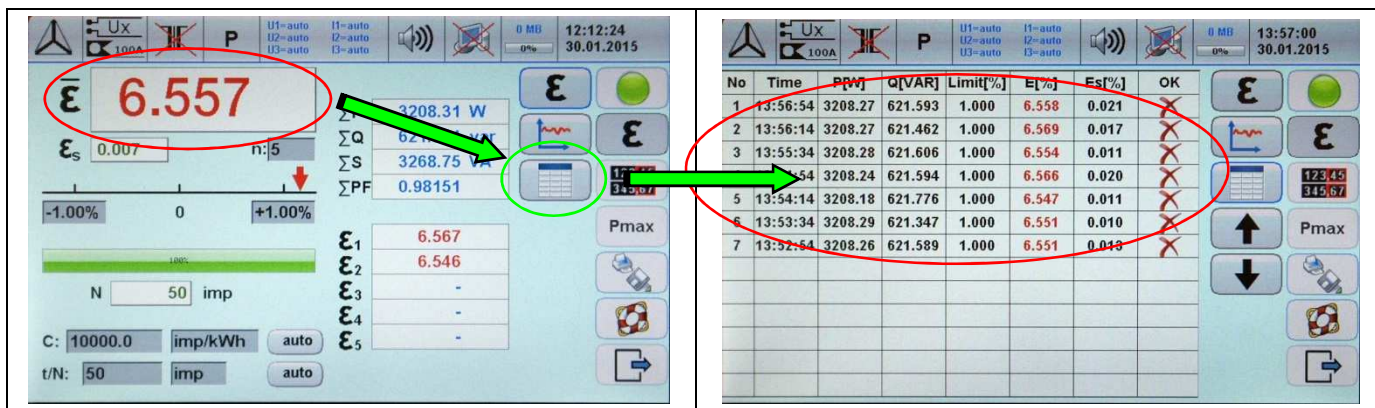 Ux
100A
P
U1=auto
U2=auto
U3=auto
I1=auto
I2=auto
I3=auto
0 MB
0%
12:12:24
30.01.2015
ε 6.557
εs 0.007 n: 5
-1.00% 0 +1.00%
100%
N 50 imp
C: 10000.0 imp/kWh auto
t/N: 50 imp auto
3208.31 W
∑Q
∑S 3268.75 VA
∑PF 0.98151
ε1 6.567
ε2 6.546
ε3 -
ε4 -
ε5 -
ε
ε
Pmax
Ux
100A
P
U1=auto
U2=auto
U3=auto
I1=auto
I2=auto
I3=auto
0 MB
0%
13:57:00
30.01.2015
No Time P[W] Q[VAR] Limit[%] E[%] Es[%] OK
1 13:56:54 3208.27 621.593 1.000 6.558 0.021
2 13:56:14 3208.27 621.462 1.000 6.569 0.017
3 13:55:34 3208.28 621.606 1.000 6.554 0.011
3208.24 621.594 1.000 6.566 0.020
5 13:54:14 3208.18 621.776 1.000 6.547 0.011
6 13:53:34 3208.29 621.347 1.000 6.551 0.010
7 13:52:54 3208.26 621.589 1.000 6.551 0.013
ε
ε
123,45
345,67
Pmax